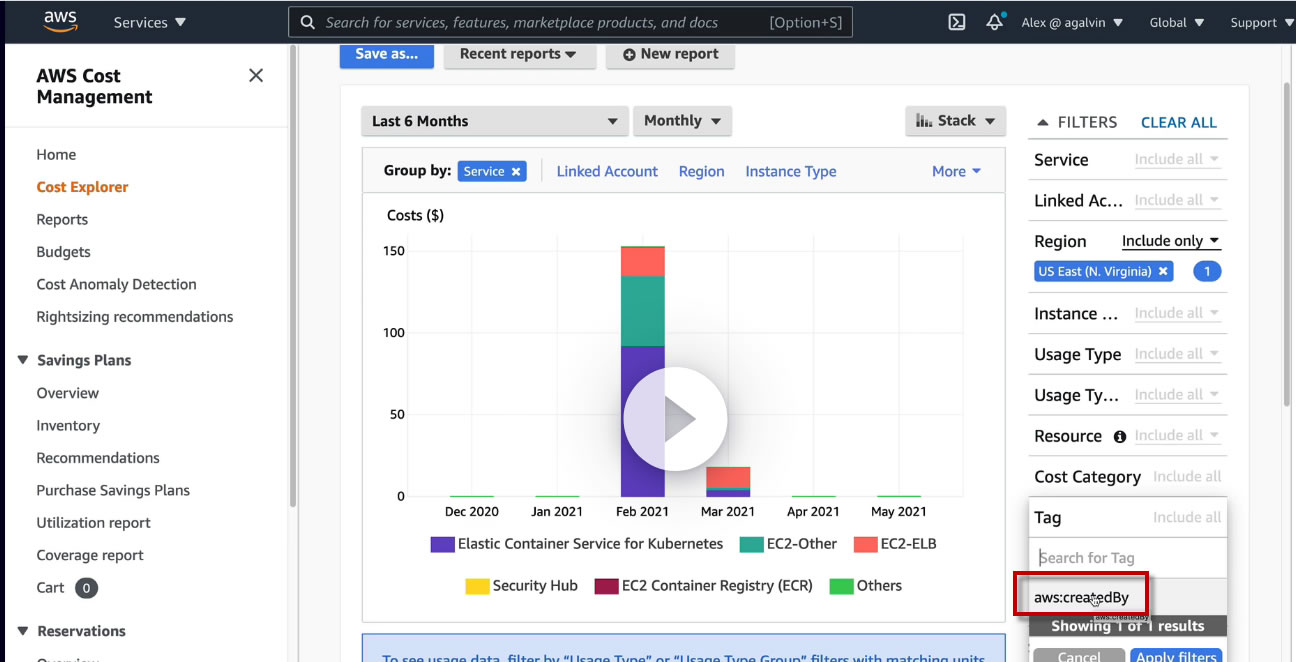 aws Services Search for services, features, marketplace products, and docs [Option+S] Alex @ agalvin Global Support
AWS Cost
Management
Home
Cost Explorer
Reports
Budgets
Cost Anomaly Detection
Rightsizing recommendations
Savings Plans
Overview
Inventory
Recommendations
Purchase Savings Plans
Utilization report
Coverage report
Cart 0
Reservations
Overview
Save as... Recent reports New report
Last 6 Months Monthly Stack
Group by: Service × Linked Account Region Instance Type More
Costs ($)
150
100
50
0
Dec 2020 Jan 2021 Feb 2021 Mar 2021 Apr 2021 May 2021
Elastic Container Service for Kubernetes EC2-Other EC2-ELB
Security Hub EC2 Container Registry (ECR) Others
To see usage data, filter by “Usage Type” or “Usage Type Group” filters with matching units
FILTERS CLEAR ALL
Service Include all
Linked Ac... Include all
Region Include only
US East (N. Virginia) × 1
Instance ... Include all
Usage Type Include all
Usage Ty... Include all
Resource Include all
Cost Category Include all
Tag Include all
Search for Tag
aws:createdBy
aws:createdBy
Showing 1 of 1 results
Cancel Apply filters